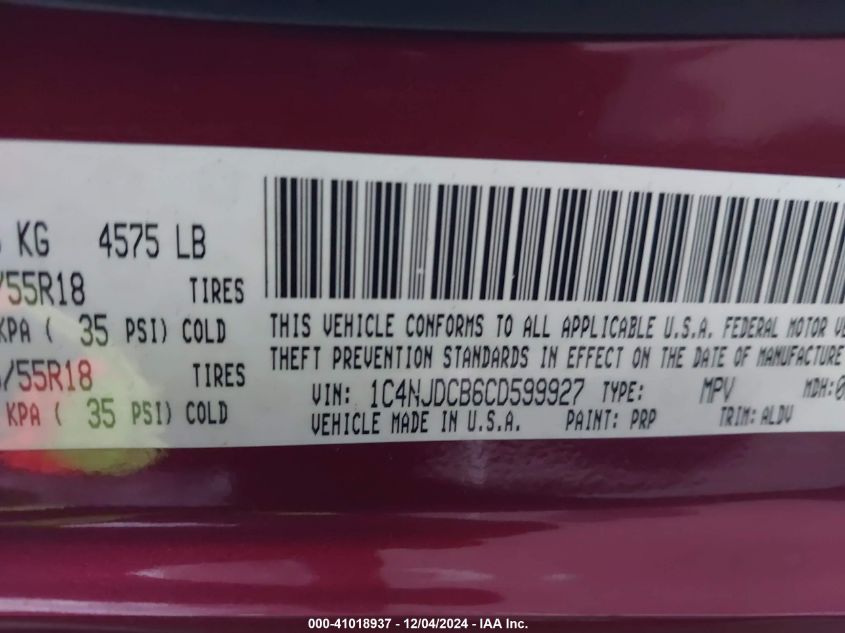 KG 4575 LB
/55R18 TIRES
KPA ( 35 PSI) COLD
/55R18 TIRES
KPA ( 35 PSI) COLD
THIS VEHICLE CONFORMS TO ALL APPLICABLE U.S.A. FEDERAL MOTOR
THEFT PREVENTION STANDARDS IN EFFECT ON THE DATE OF MANUFACTURE
VIN: 1C4NJDCB6CD599927 TYPE: MPV MDH:0
VEHICLE MADE IN U.S.A. PAINT: PRP TRIM: ALDV
000-41018937 - 12/04/2024 - IAA Inc.